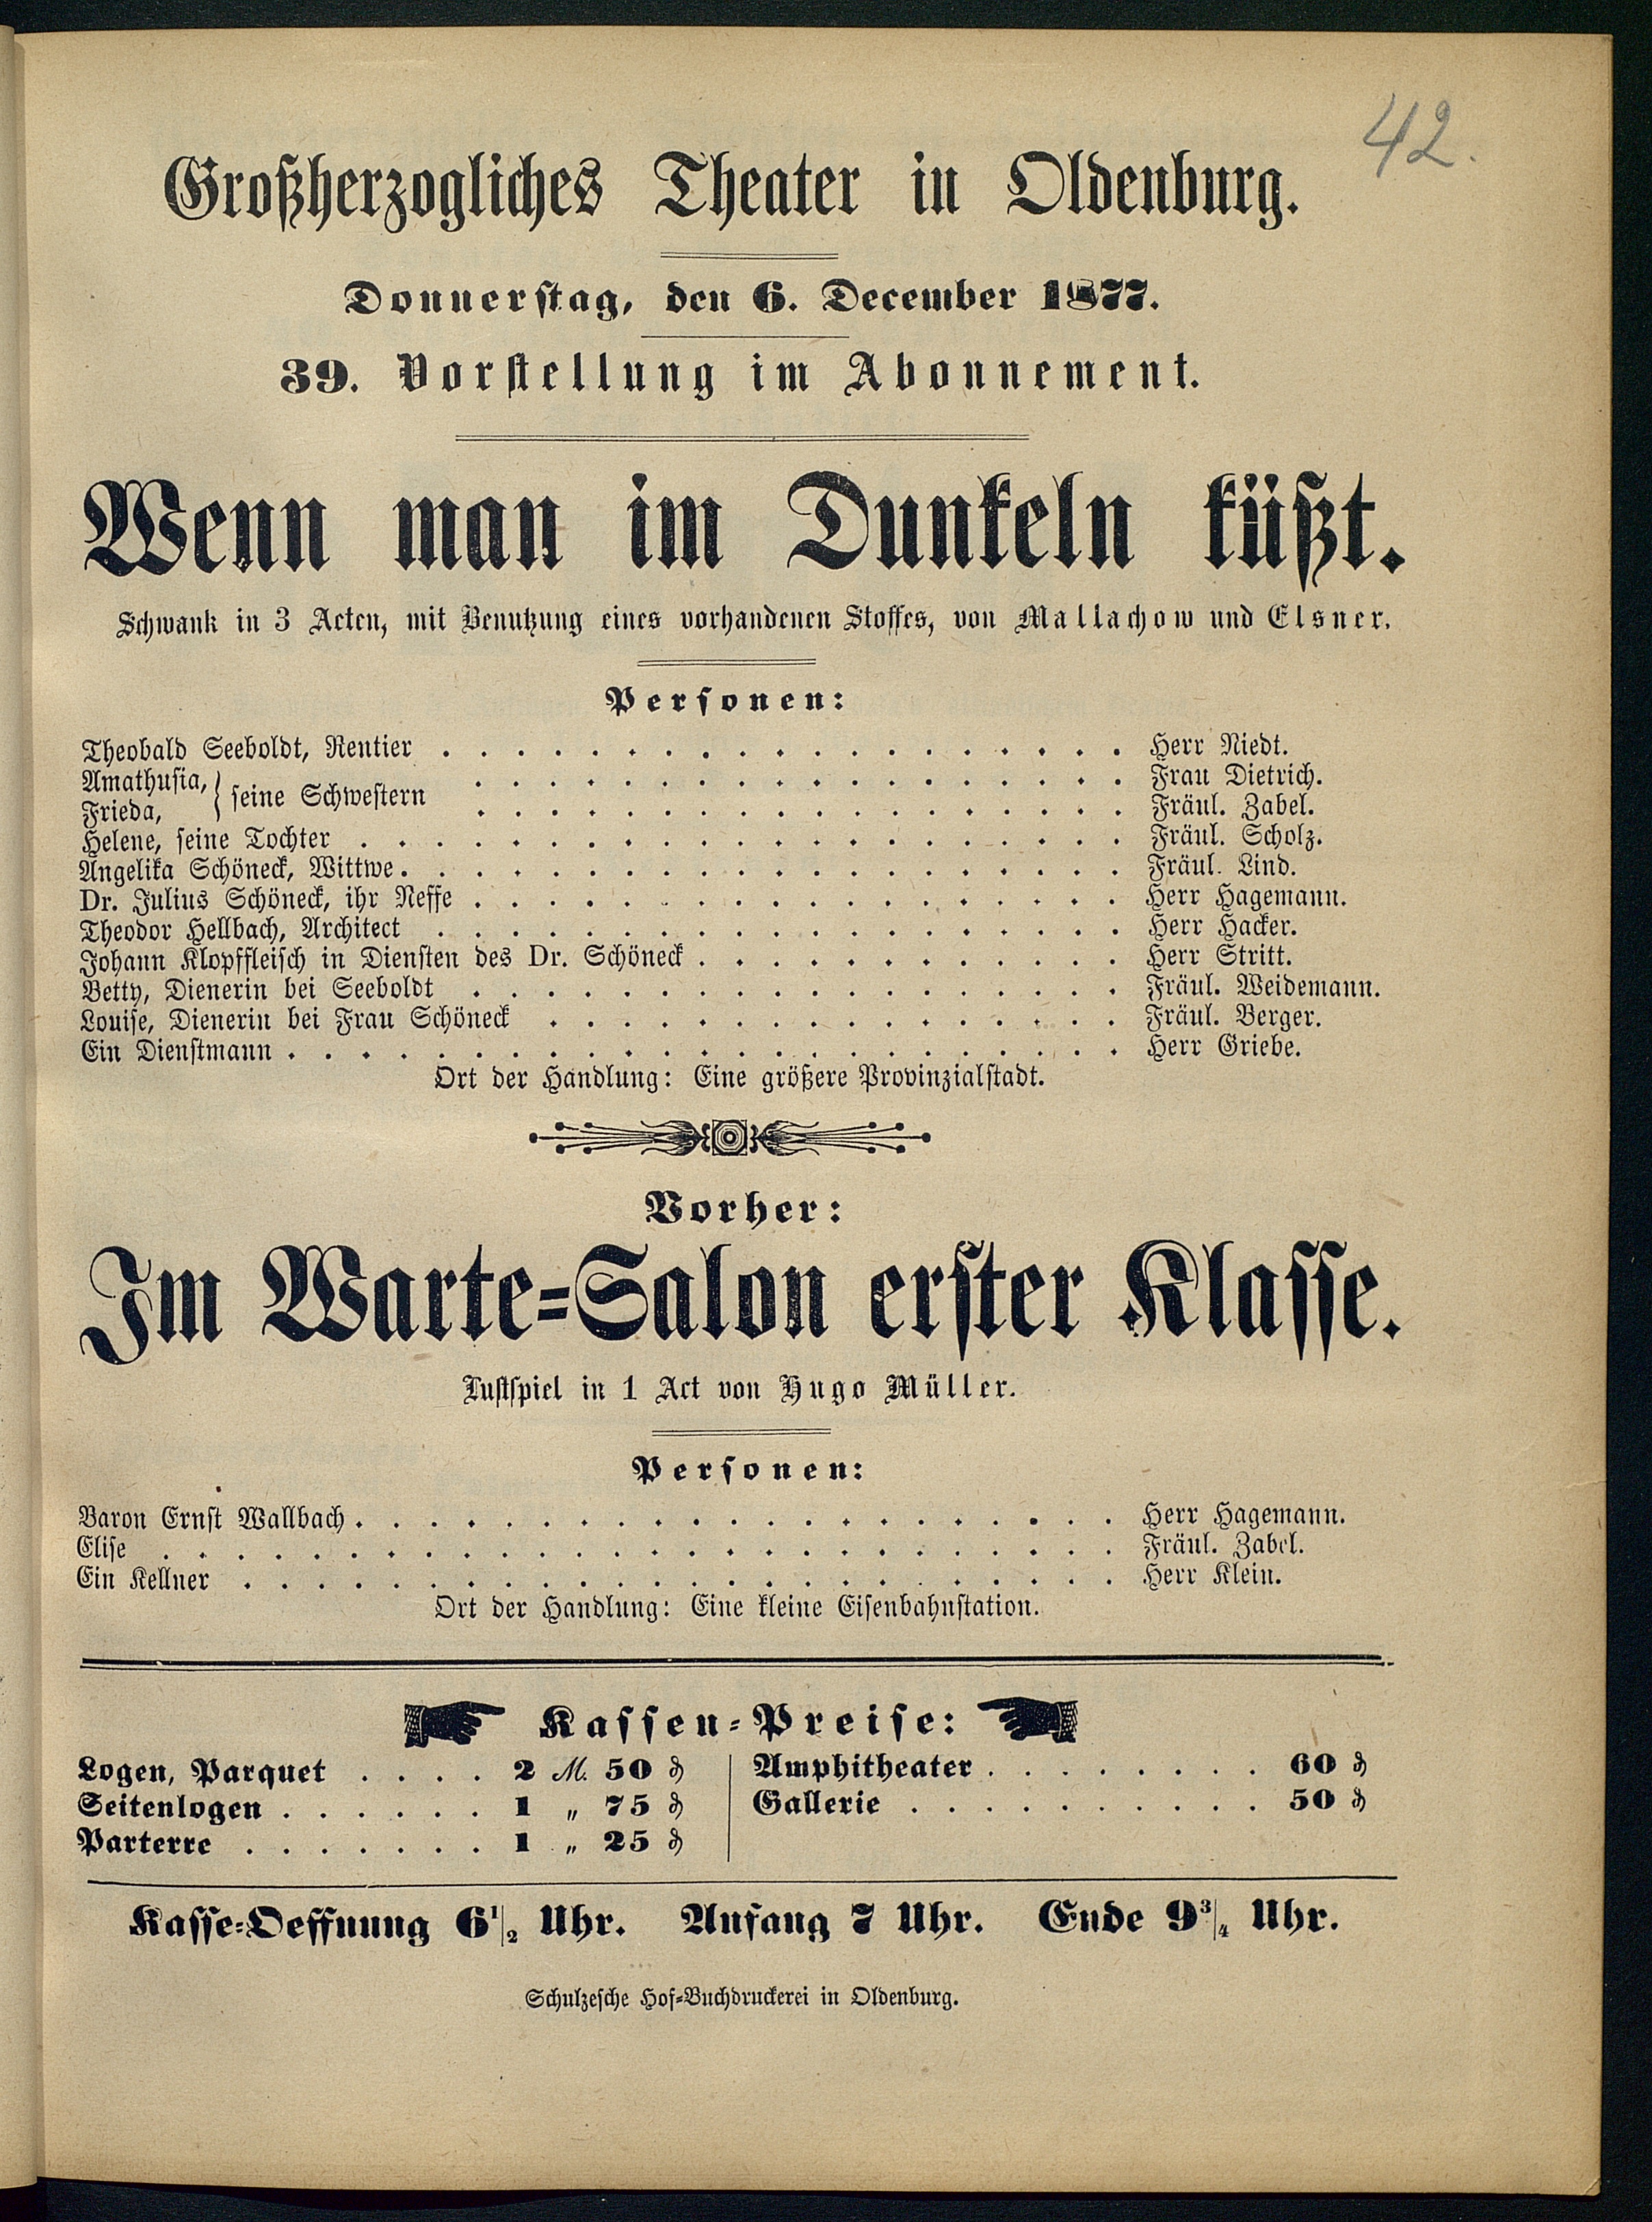 42.
Großherzogliches Theater in Oldenburg.
Donnerstag, den 6. December 1877.
39. Vorstellung im Abonnement.
Wenn man im Dunkeln küßt.
Schwank in 3 Acten, mit Benutzung eines vorhandenen Stoffes, von Mallachow und Elsner.
Personen:
Theobald Seeboldt, Rentier . . . . . . . . . . . . . . . . . . . Herr Niedt.
Amathusia, } seine Schwestern . . . . . . . . . . . . . . . . . . Frau Dietrich.
Frieda, . . . . . . . . . . . . . . . . . . Fräul. Zabel.
Helene, seine Tochter . . . . . . . . . . . . . . . . . . . . . Fräul. Scholz.
Angelika Schöneck, Wittwe . . . . . . . . . . . . . . . . . . . . Fräul. Lind.
Dr. Julius Schöneck, ihr Neffe . . . . . . . . . . . . . . . . . . Herr Hagemann.
Theodor Hellbach, Architect . . . . . . . . . . . . . . . . . . . Herr Hacker.
Johann Klopffleisch in Diensten des Dr. Schöneck . . . . . . . . . . . . Herr Stritt.
Betty, Dienerin bei Seeboldt . . . . . . . . . . . . . . . . . . Fräul. Weidemann.
Louise, Dienerin bei Frau Schöneck . . . . . . . . . . . . . . . . Fräul. Berger.
Ein Dienstmann . . . . . . . . . . . . . . . . . . . . . . . Herr Griebe.
Ort der Handlung: Eine größere Provinzialstadt.
Vorher:
Im Warte-Salon erster Klasse.
Lustspiel in 1 Act von Hugo Müller.
Personen:
Baron Ernst Wallbach . . . . . . . . . . . . . . . . . . . . . Herr Hagemann.
Elise . . . . . . . . . . . . . . . . . . . . . . . . . . Fräul. Zabel.
Ein Kellner . . . . . . . . . . . . . . . . . . . . . . . . Herr Klein.
Ort der Handlung: Eine kleine Eisenbahnstation.
Kassen-Preise:
Logen, Parquet . . . . 2 M. 50 ₰
Seitenlogen . . . . . . 1 „ 75 ₰
Parterre . . . . . . . 1 „ 25 ₰
Amphitheater . . . . . . . . 60 ₰
Gallerie . . . . . . . . . . 50 ₰
Kasse-Oeffnung 6 1/2 Uhr. Anfang 7 Uhr. Ende 9 3/4 Uhr.
Schulzesche Hof-Buchdruckerei in Oldenburg.